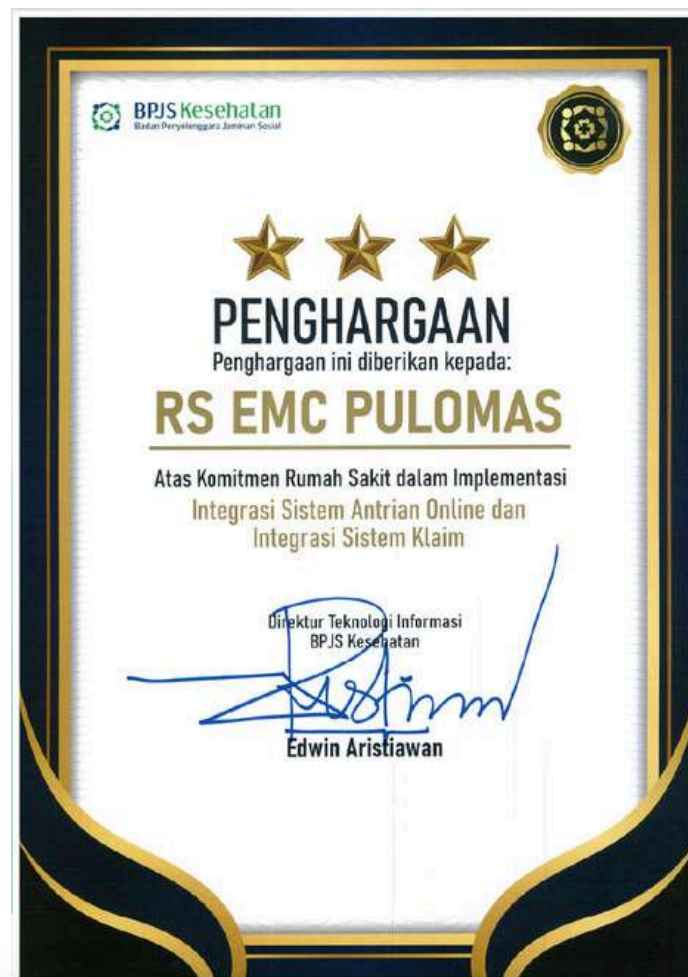 BPJS Kesehatan
Badan Penyelenggara Jaminan Sosial
PENGHARGAAN
Penghargaan ini diberikan kepada:
RS EMC PULOMAS
Atas Komitmen Rumah Sakit dalam Implementasi
Integrasi Sistem Antrian Online dan
Integrasi Sistem Klaim
Direktur Teknologi Informasi
BPJS Kesehatan
Edwin Aristiawan